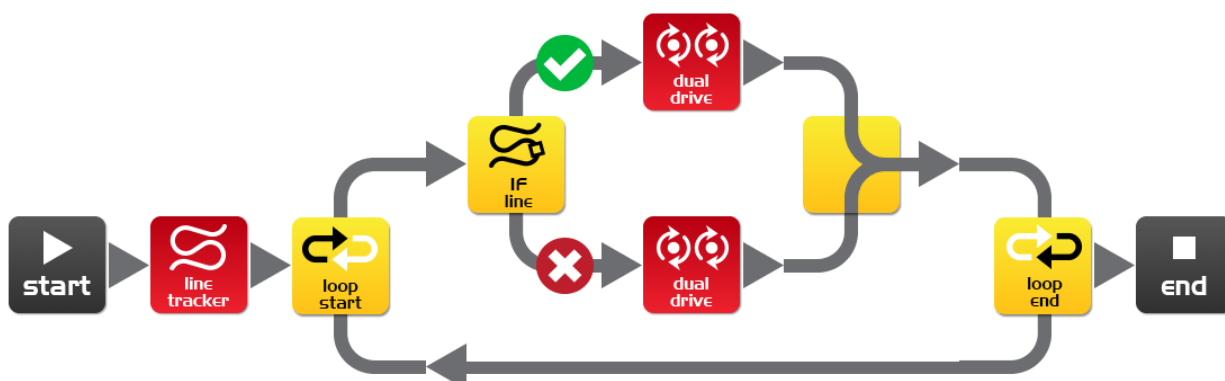 start
line
tracker
loop
start
IF
line
dual
drive
dual
drive
loop
end
end